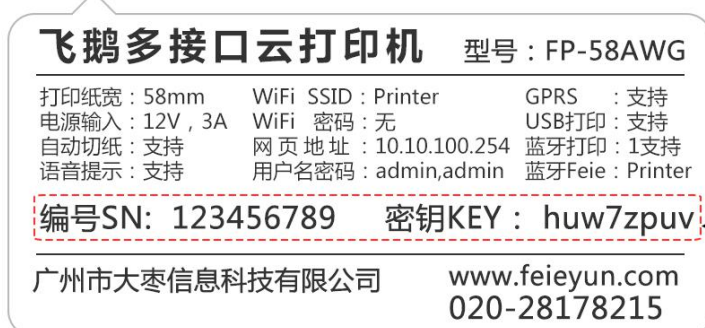 飞鹅多接口云打印机 型号：FP-58AWG
打印纸宽：58mm WiFi SSID：Printer GPRS ：支持
电源输入：12V，3A WiFi 密码：无 USB打印：支持
自动切纸：支持 网页地址：10.10.100.254 蓝牙打印：1支持
语音提示：支持 用户名密码：admin,admin 蓝牙Feie：Printer
编号SN: 123456789 密钥KEY： huw7zpuv
广州市大枣信息科技有限公司 www.feieyun.com
020-28178215